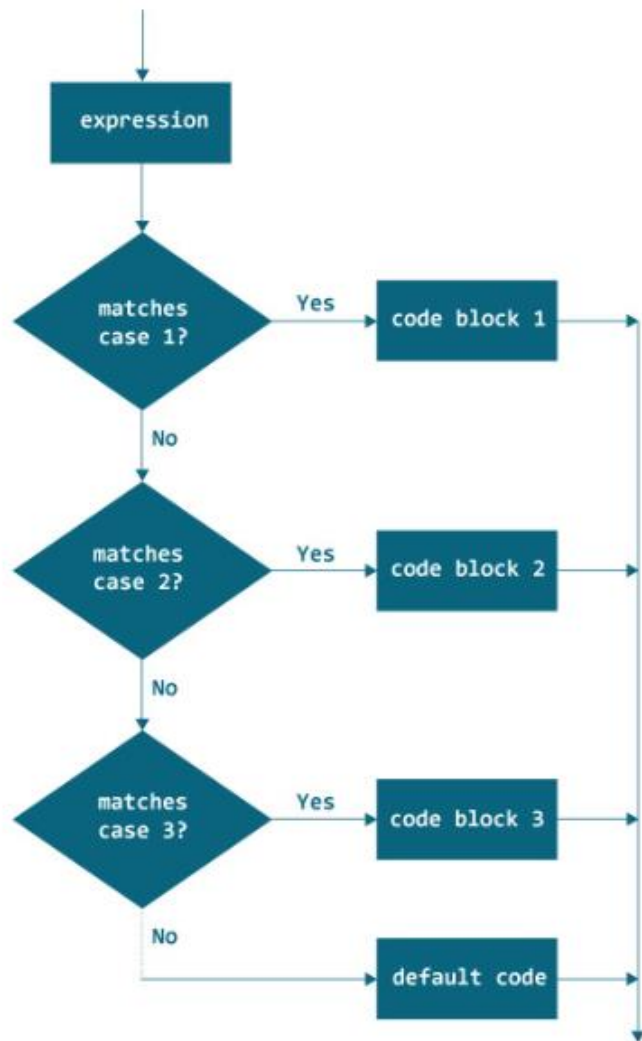 expression
matches
case 1?
Yes
code block 1
No
matches
case 2?
Yes
code block 2
No
matches
case 3?
Yes
code block 3
No
default code